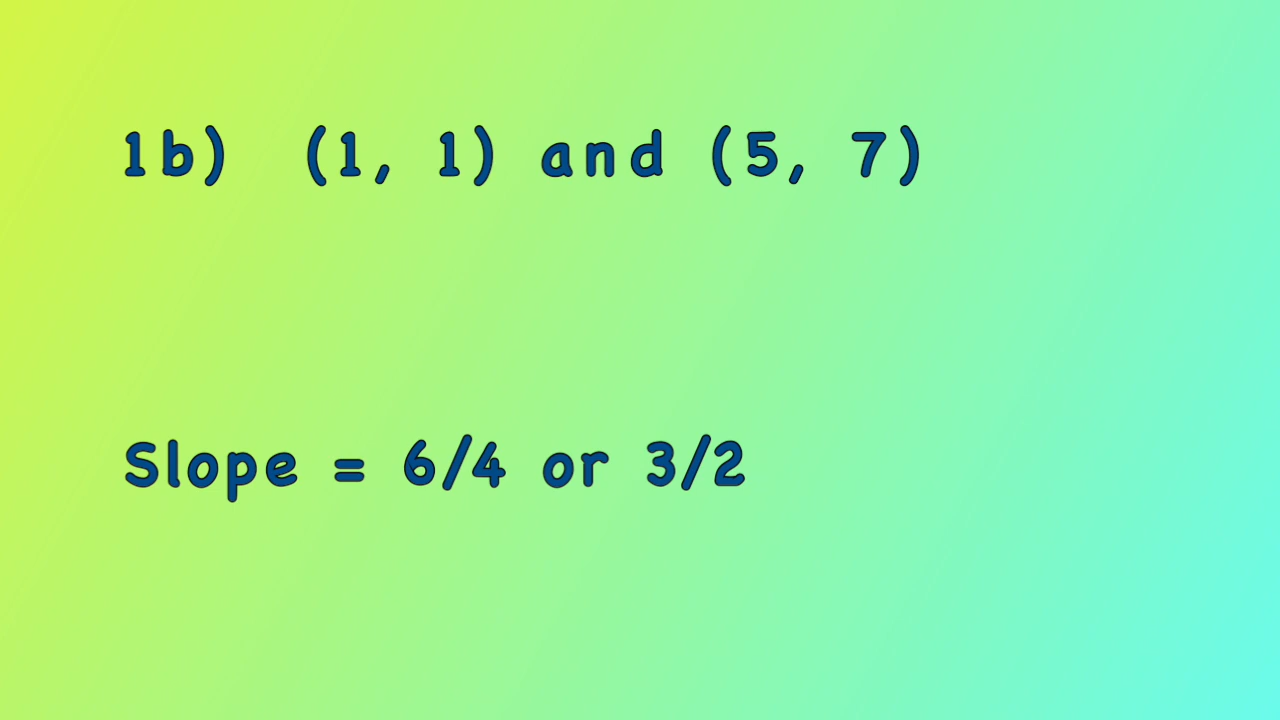 1b) (1, 1) and (5, 7)
Slope = 6/4 or 3/2